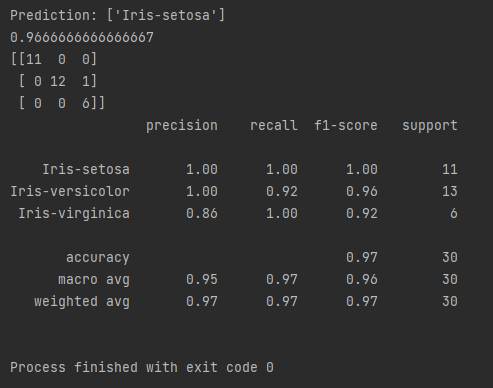 Prediction: ['Iris-setosa']
0.9666666666666667
[[11  0  0]
 [ 0 12  1]
 [ 0  0  6]]
                 precision    recall  f1-score   support

    Iris-setosa       1.00      1.00      1.00        11
Iris-versicolor       1.00      0.92      0.96        13
 Iris-virginica       0.86      1.00      0.92         6

       accuracy                           0.97        30
      macro avg       0.95      0.97      0.96        30
   weighted avg       0.97      0.97      0.97        30


Process finished with exit code 0